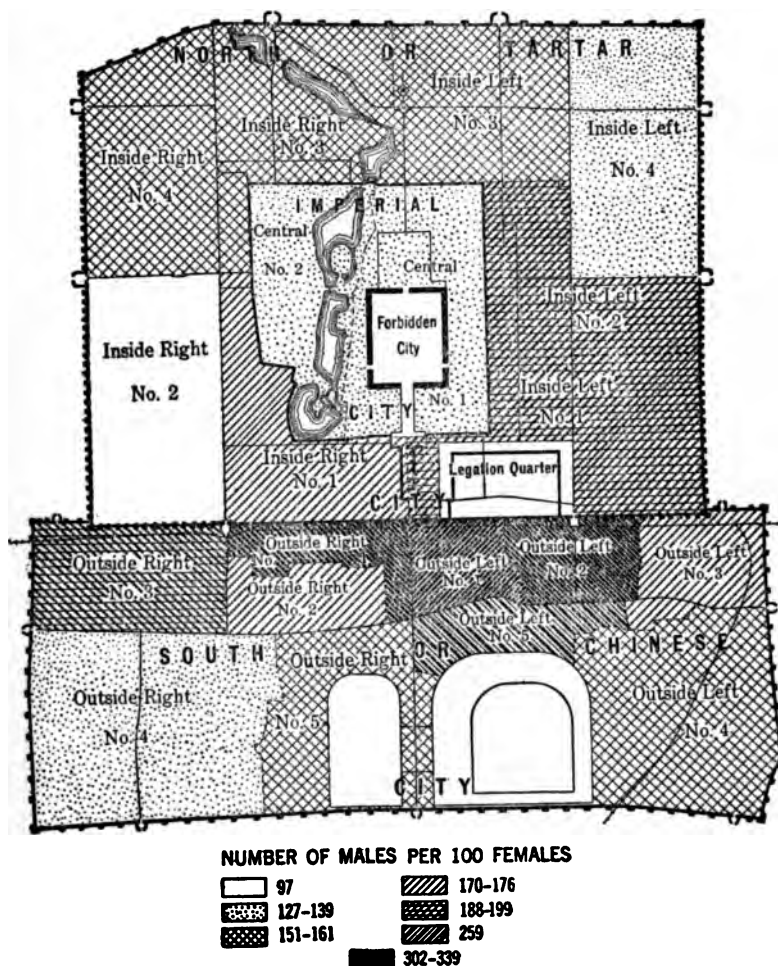 NORTH OR TARTAR
Inside Left
No. 3
Inside Right
No. 3
Inside Left
No. 4
Inside Right
No. 4
IMPERIAL
Central
No. 2
Central
No. 1
Forbidden
City
Inside Left
No. 2
Inside Right
No. 2
Inside Left
No. 1
CITY
Inside Right
No. 1
Legation Quarter
CITY
Outside Right
No.
Outside Right
No. 3
Outside Left
Outside Left
No. 2
Outside Left
No. 3
Outside Right
No. 2
Outside Left
No. 5
SOUTH OR CHINESE
Outside Right
No. 5
Outside Right
No. 4
Outside Left
No. 4
CITY
NUMBER OF MALES PER 100 FEMALES
97
170-176
127-139
188-199
151-161
259
302-339